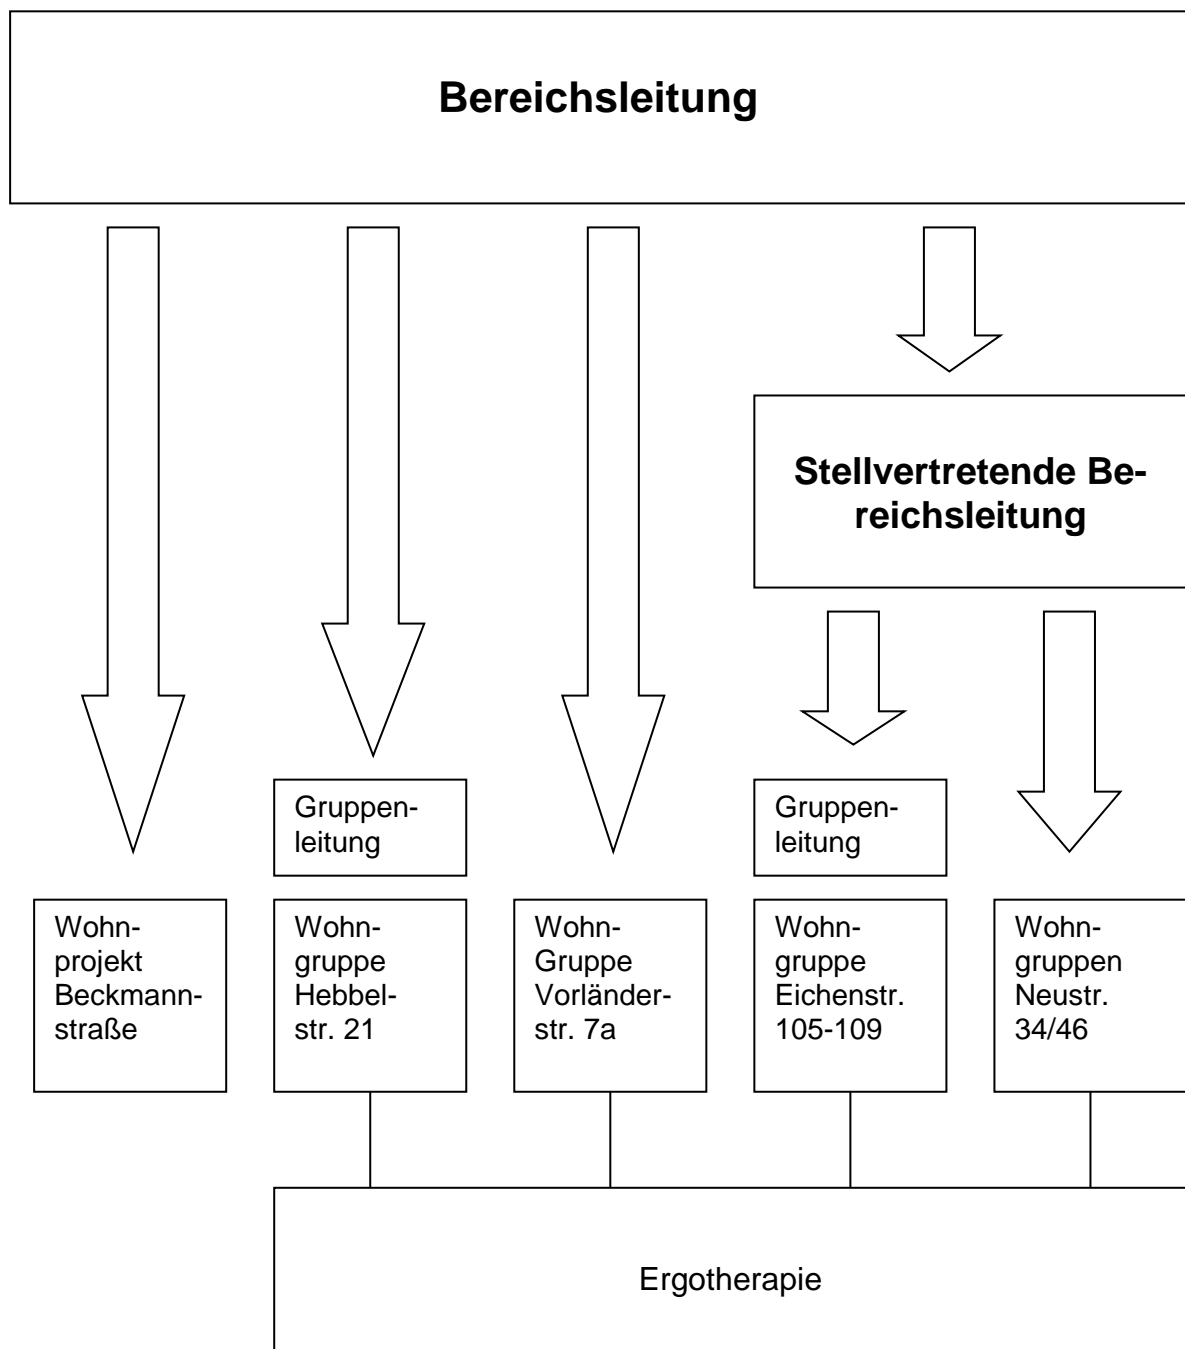 Bereichsleitung
Stellvertretende Be-
reichsleitung
Gruppen-
leitung
Gruppen-
leitung
Wohn-
projekt
Beckmann-
straße
Wohn-
gruppe
Hebbel-
str. 21
Wohn-
Gruppe
Vorländer-
str. 7a
Wohn-
gruppe
Eichenstr.
105-109
Wohn-
gruppen
Neustr.
34/46
Ergotherapie